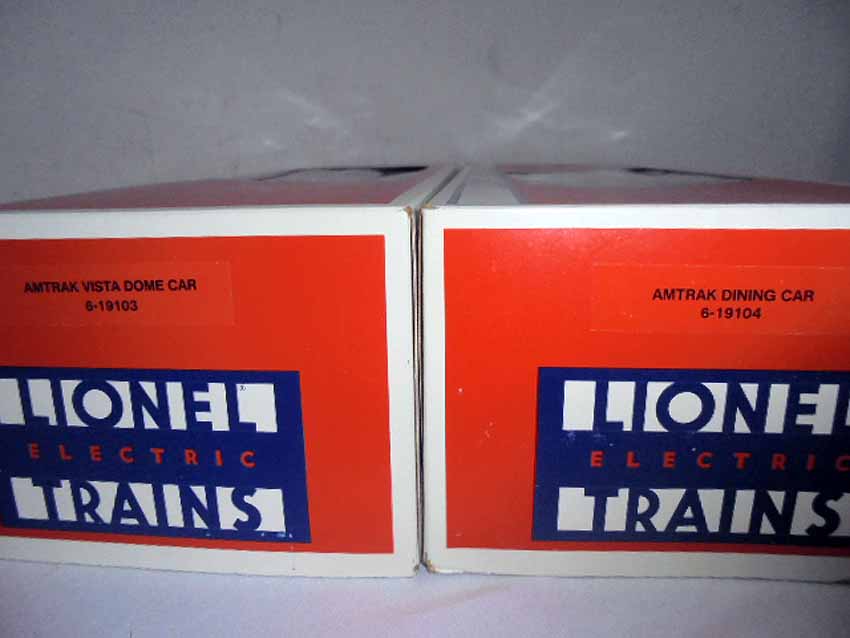 AMTRAK VISTA DOME CAR
6-19103
LIONEL
ELECTRIC
TRAINS
AMTRAK DINING CAR
6-19104
LIONEL
ELECTRIC
TRAINS